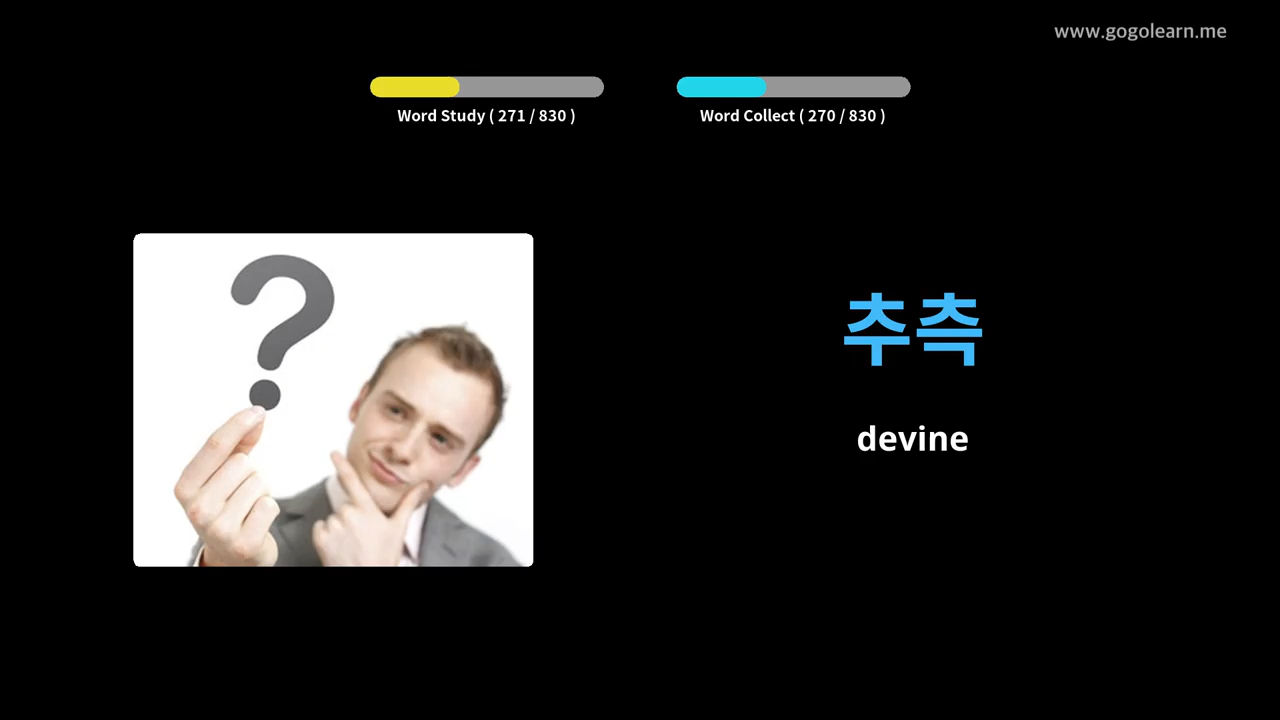 www.gogolearn.me
Word Study ( 271 / 830 )
Word Collect ( 270 / 830 )
?
추측
devine